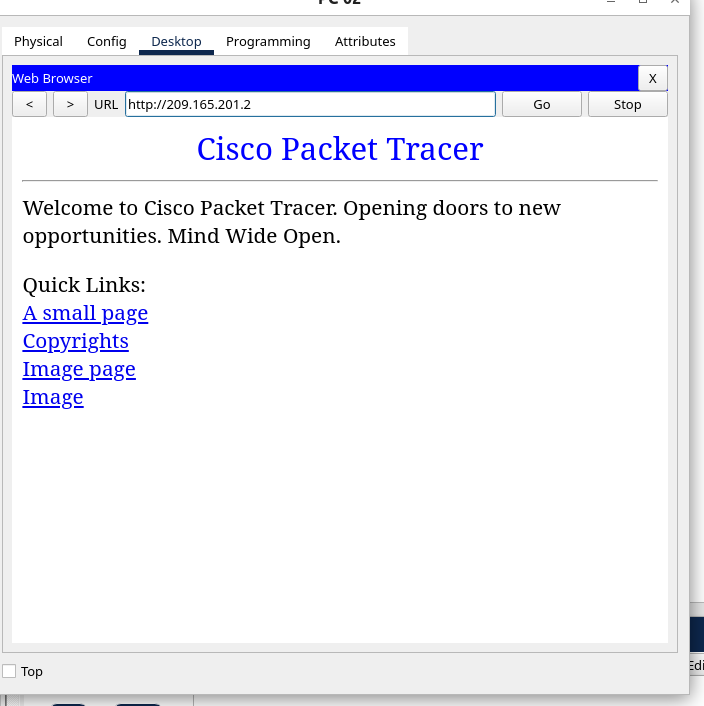 PC 02
Physical Config Desktop Programming Attributes
Web Browser X
< > URL http://209.165.201.2 Go Stop
Cisco Packet Tracer
Welcome to Cisco Packet Tracer. Opening doors to new
opportunities. Mind Wide Open.
Quick Links:
A small page
Copyrights
Image page
Image
Edi
Top